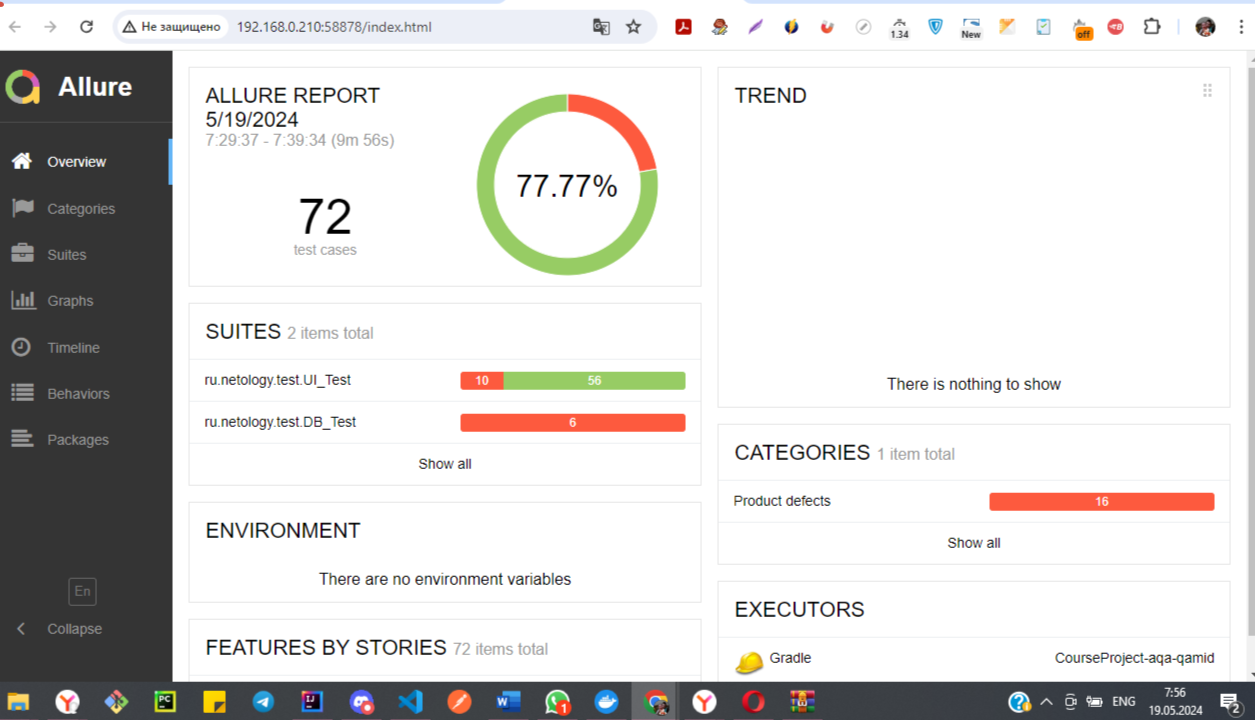 Не защищено
192.168.0.210:58878/index.html
1.34
New
off
Allure
Overview
Categories
Suites
Graphs
Timeline
Behaviors
Packages
En
Collapse
ALLURE REPORT
5/19/2024
7:29:37 - 7:39:34 (9m 56s)
72
test cases
77.77%
SUITES 2 items total
ru.netology.test.UI_Test 10 56
ru.netology.test.DB_Test 6
Show all
ENVIRONMENT
There are no environment variables
FEATURES BY STORIES 72 items total
TREND
There is nothing to show
CATEGORIES 1 item total
Product defects 16
Show all
EXECUTORS
Gradle CourseProject-aqa-qamid
PC
1
ENG
7:56
19.05.2024
2